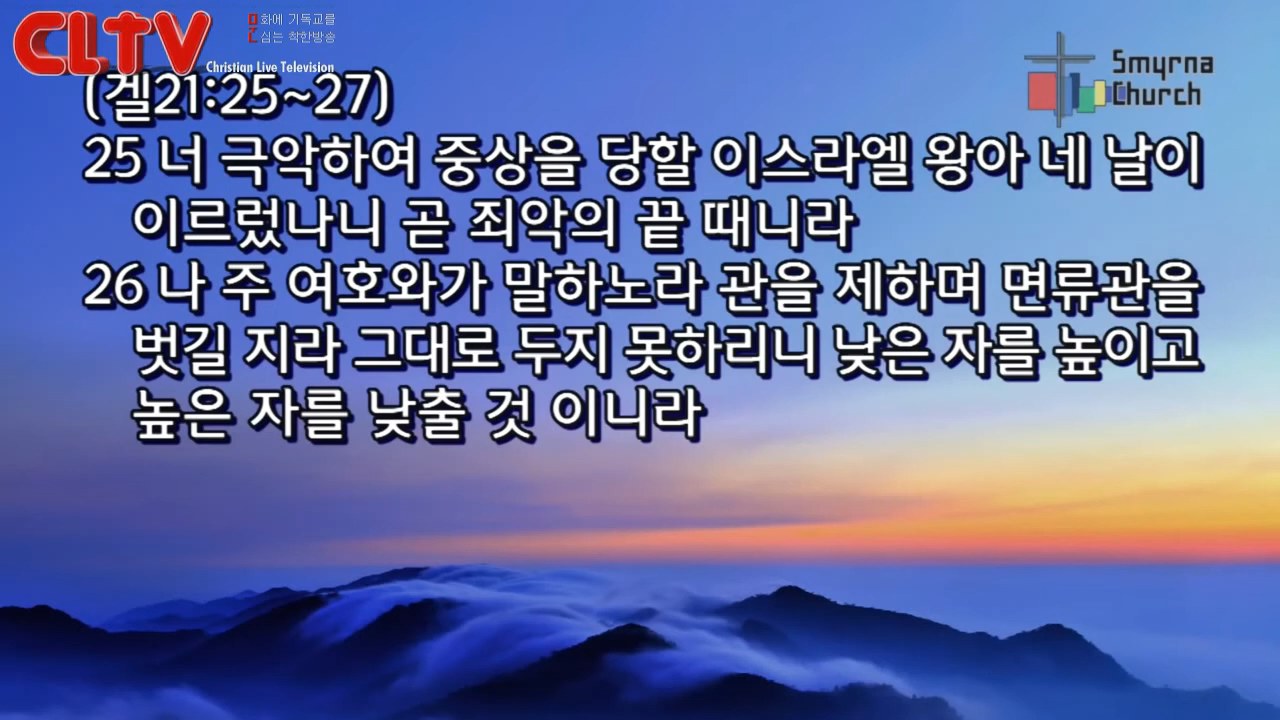 CLTV
문화에 기독교를
심는 착한방송
Christian Live Television
Smyrna
Church
(겔21:25~27)
25 너 극악하여 중상을 당할 이스라엘 왕아 네 날이
이르렀나니 곧 죄악의 끝 때니라
26 나 주 여호와가 말하노라 관을 제하며 면류관을
벗길 지라 그대로 두지 못하리니 낮은 자를 높이고
높은 자를 낮출 것 이니라